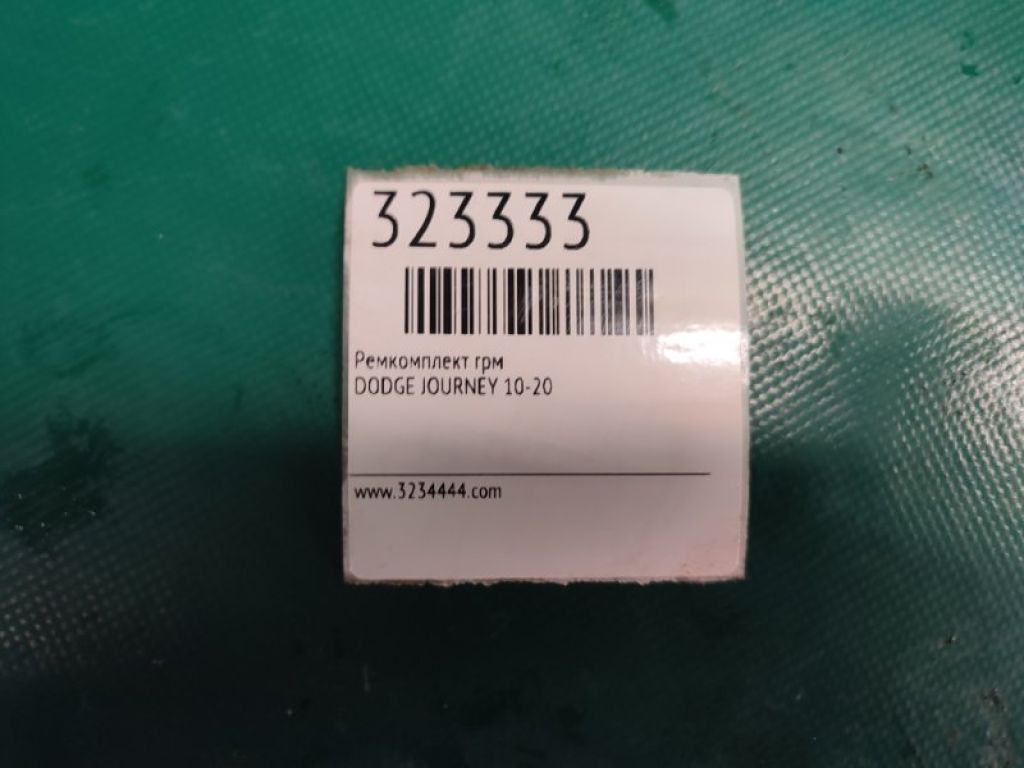 323333
Ремкомплект грм
DODGE JOURNEY 10-20
www.3234444.com